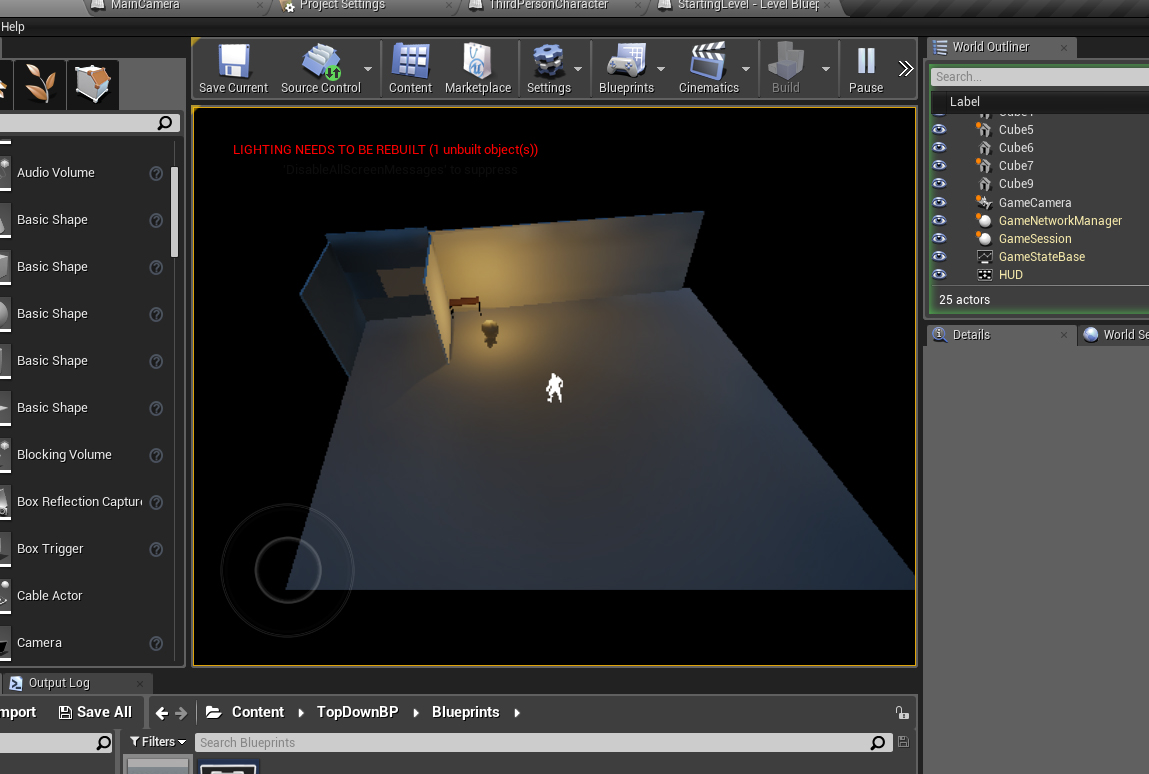 MainCamera
Project Settings
ThirdPersonCharacter
StartingLevel - Level Bluep
Help
Save Current
Source Control
Content
Marketplace
Settings
Blueprints
Cinematics
Build
Pause
World Outliner
Search...
Label
Cube5
Cube6
Cube7
Cube9
GameCamera
GameNetworkManager
GameSession
GameStateBase
HUD
25 actors
Details
World Se
LIGHTING NEEDS TO BE REBUILT (1 unbuilt object(s))
'DisableAllScreenMessages' to suppress
Audio Volume
Basic Shape
Basic Shape
Basic Shape
Basic Shape
Basic Shape
Blocking Volume
Box Reflection Captur
Box Trigger
Cable Actor
Camera
Output Log
mport
Save All
Content
TopDownBP
Blueprints
Filters
Search Blueprints